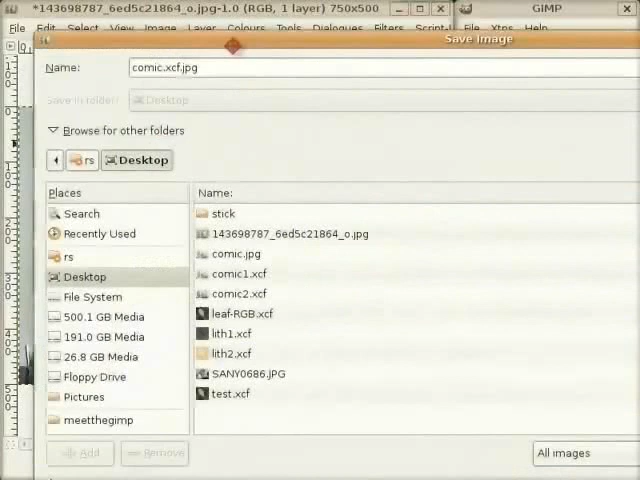 *143698787_6ed5c21864_o.jpg-1.0 (RGB, 1 layer) 750x500
GIMP
File Edit Select View Image Layer Colours Tools Dialogues Filters Script-
File Xtns Help
Save Image
Name: comic.xcf.jpg
Save in folder: Desktop
Browse for other folders
rs Desktop
Places
Name:
Search
Recently Used
rs
Desktop
File System
500.1 GB Media
191.0 GB Media
26.8 GB Media
Floppy Drive
Pictures
meetthegimp
stick
143698787_6ed5c21864_o.jpg
comic.jpg
comic1.xcf
comic2.xcf
leaf-RGB.xcf
lith1.xcf
lith2.xcf
SANY0686.JPG
test.xcf
Add
Remove
All images